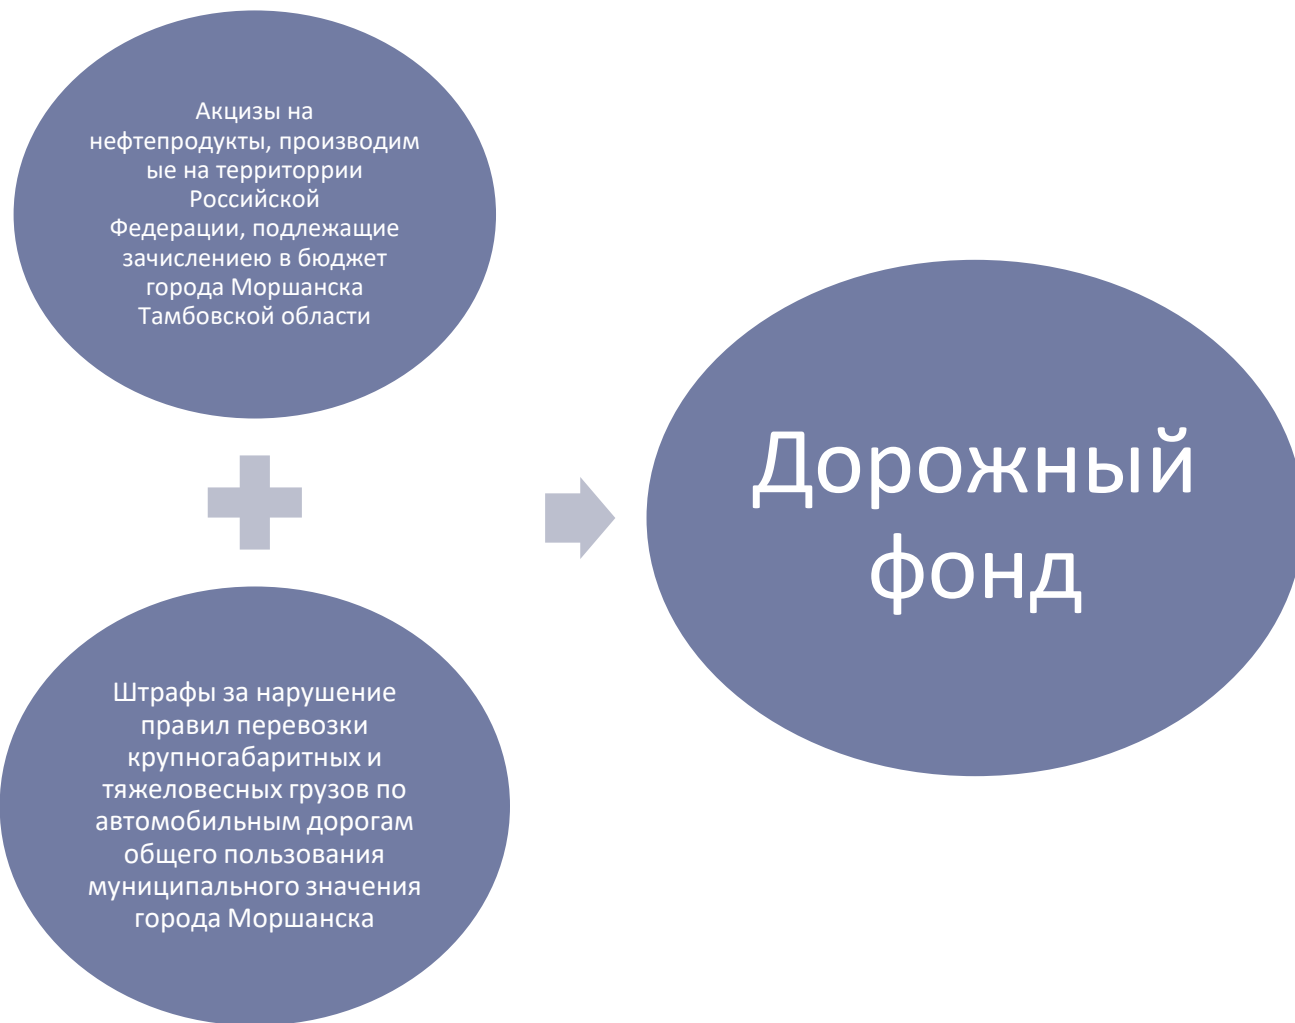 Акцизы на
нефтепродукты, производим
ые на територрии
Российской
Федерации, подлежащие
зачислениею в бюджет
города Моршанска
Тамбовской области
Штрафы за нарушение
правил перевозки
крупногабаритных и
тяжеловесных грузов по
автомобильным дорогам
общего пользования
муниципального значения
города Моршанска
Дорожный
фонд